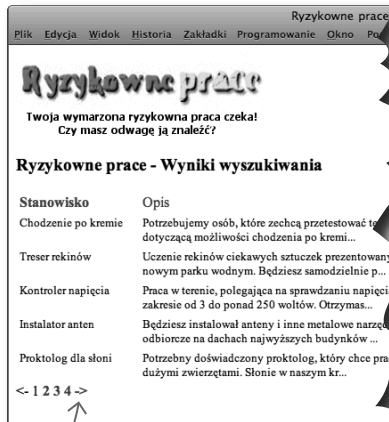 Ryzykowne prace
Plik Edycja Widok Historia Zakładki Programowanie Okno
Ryzykowne prace
Twoja wymarzona ryzykowna praca czeka!
Czy masz odwagę ją znaleźć?
Ryzykowne prace - Wyniki wyszukiwania
Stanowisko Opis
Chodzenie po kremie Potrzebujemy osób, które zechcą przetestować
dotyczącą możliwości chodzenia po kremi...
Treser rekinów Uczenie rekinów ciekawych sztuczek
nowym parku wodnym. Będziesz samodzielnie p...
Kontroler napięcia Praca w terenie, polegająca na sprawdzaniu
zakresie od 3 do ponad 250 woltów. Otrzymas...
Instalator anten Będziesz instalował anteny i inne metalowe
odbiorcze na dachach najwyższych budynków ...
Proktolog dla słoni Potrzebny doświadczony proktolog, który chce
dużymi zwierzętami. Słonie w naszym kr...
<- 1 2 3 4 ->